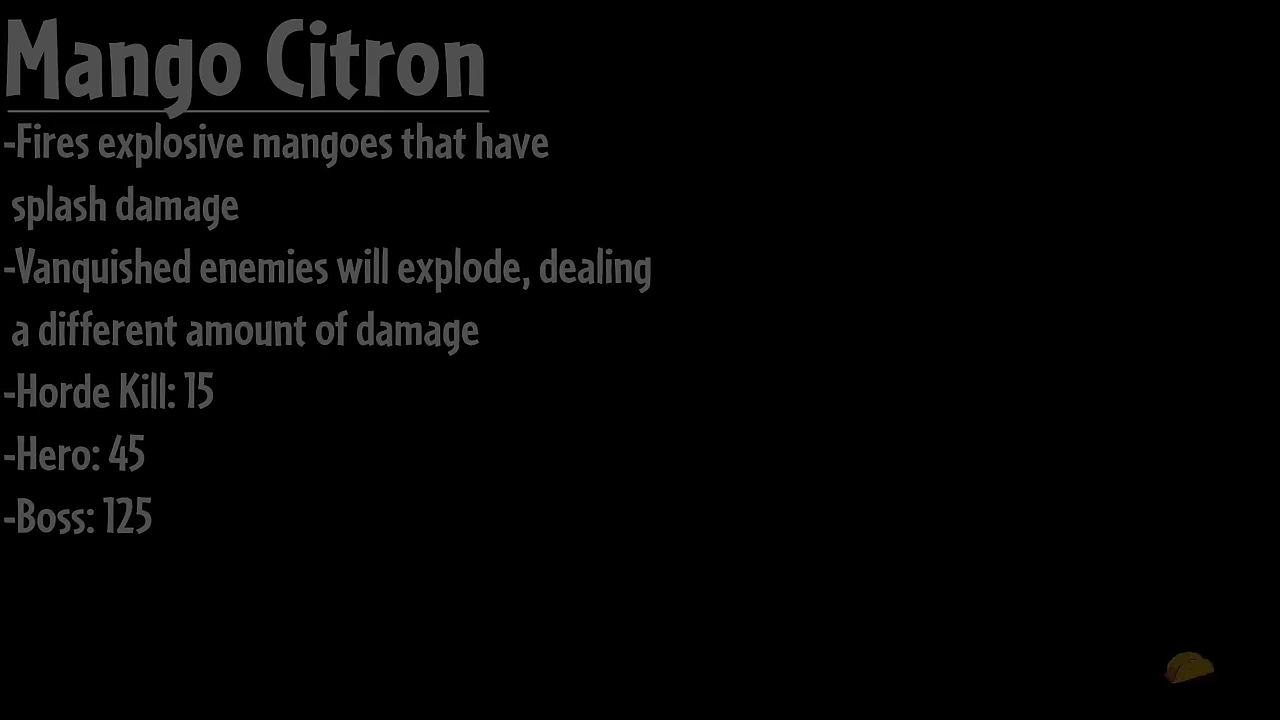 Mango Citron
-Fires explosive mangoes that have
splash damage
-Vanquished enemies will explode, dealing
a different amount of damage
-Horde Kill: 15
-Hero: 45
-Boss: 125